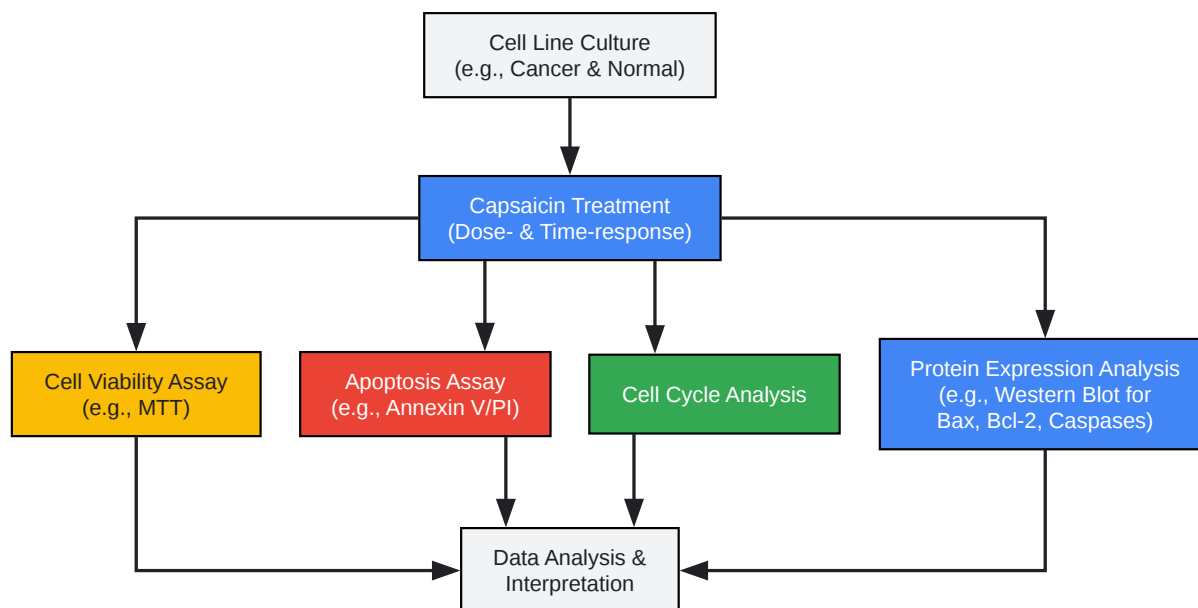 Cell Line Culture
(e.g., Cancer & Normal)
Capsaicin Treatment
(Dose- & Time-response)
Cell Viability Assay
(e.g., MTT)
Apoptosis Assay
(e.g., Annexin V/PI)
Cell Cycle Analysis
Protein Expression Analysis
(e.g., Western Blot for
Bax, Bcl-2, Caspases)
Data Analysis &
Interpretation